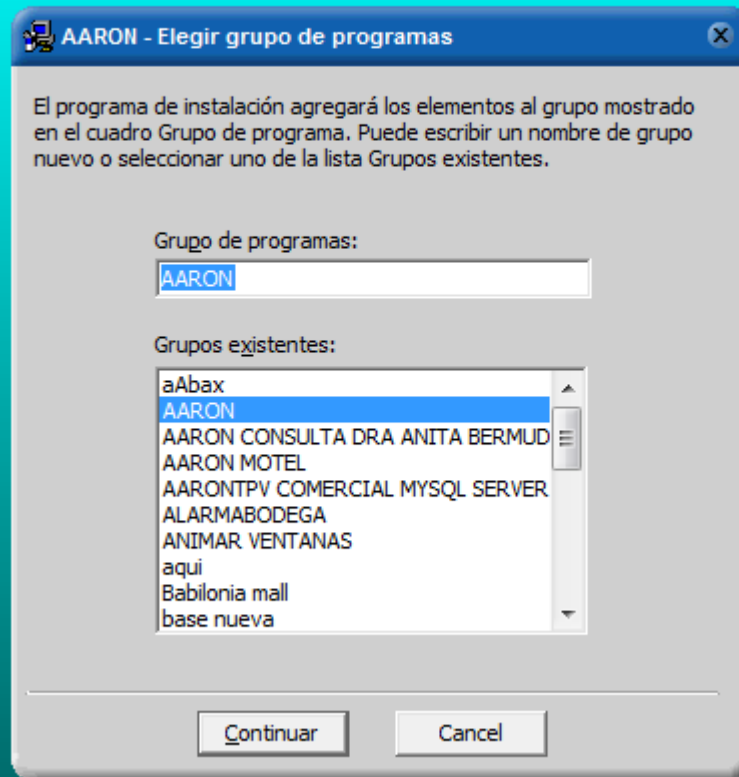 AARON - Elegir grupo de programas
El programa de instalación agregará los elementos al grupo mostrado
en el cuadro Grupo de programa. Puede escribir un nombre de grupo
nuevo o seleccionar uno de la lista Grupos existentes.
Grupo de programas:
AARON
Grupos existentes:
aAbax
AARON
AARON CONSULTA DRA ANITA BERMUD
AARON MOTEL
AARONTPV COMERCIAL MYSQL SERVER
ALARMABODEGA
ANIMAR VENTANAS
aqui
Babilonia mall
base nueva
Continuar
Cancel